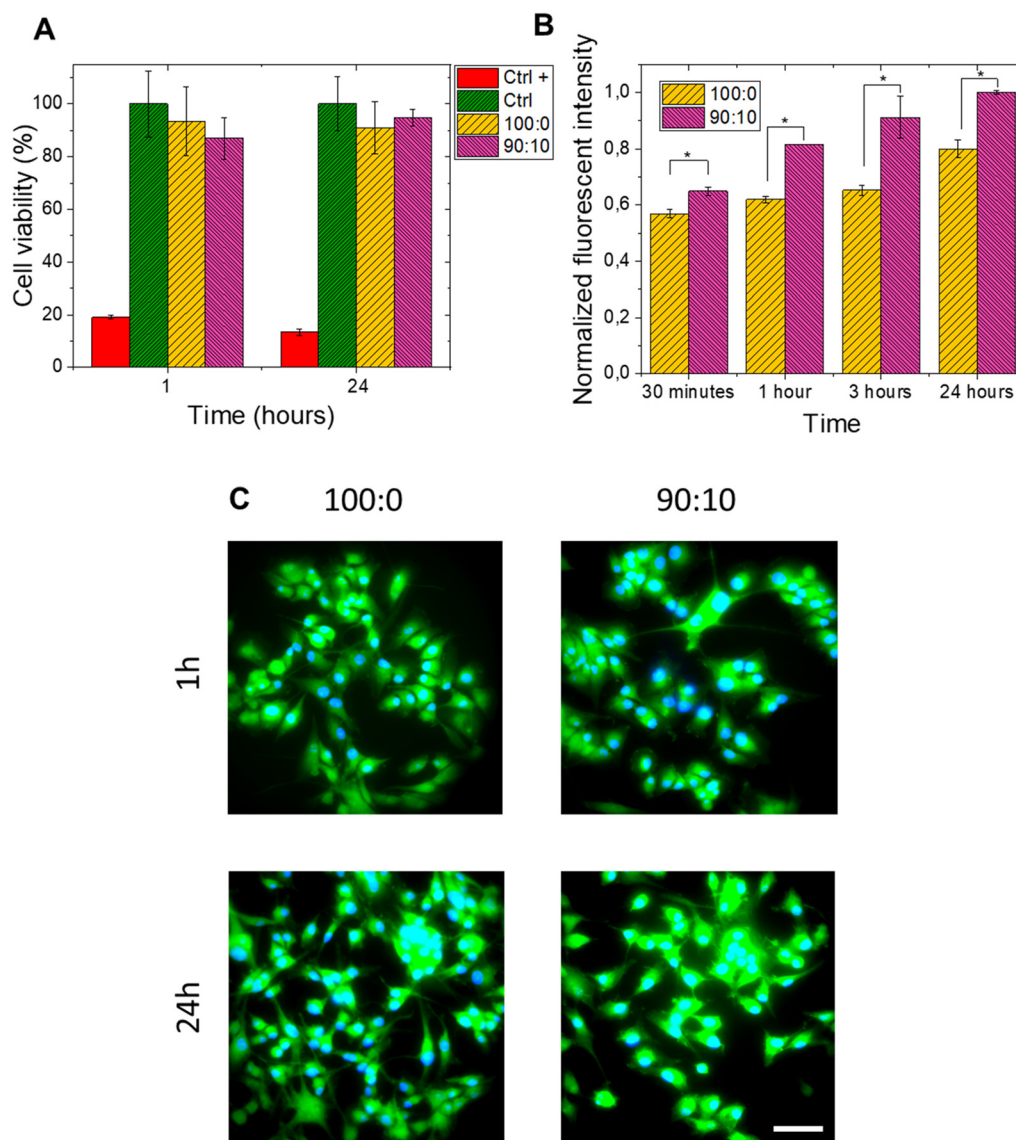 A
Cell viability (%)
100
80
60
40
20
0
1
24
Time (hours)
Ctrl +
Ctrl
100:0
90:10
B
Normalized fluorescent intensity
1,0
0,8
0,6
0,4
0,2
0,0
100:0
90:10
*
*
*
*
30 minutes
1 hour
3 hours
24 hours
Time
C
100:0
90:10
1h
24h